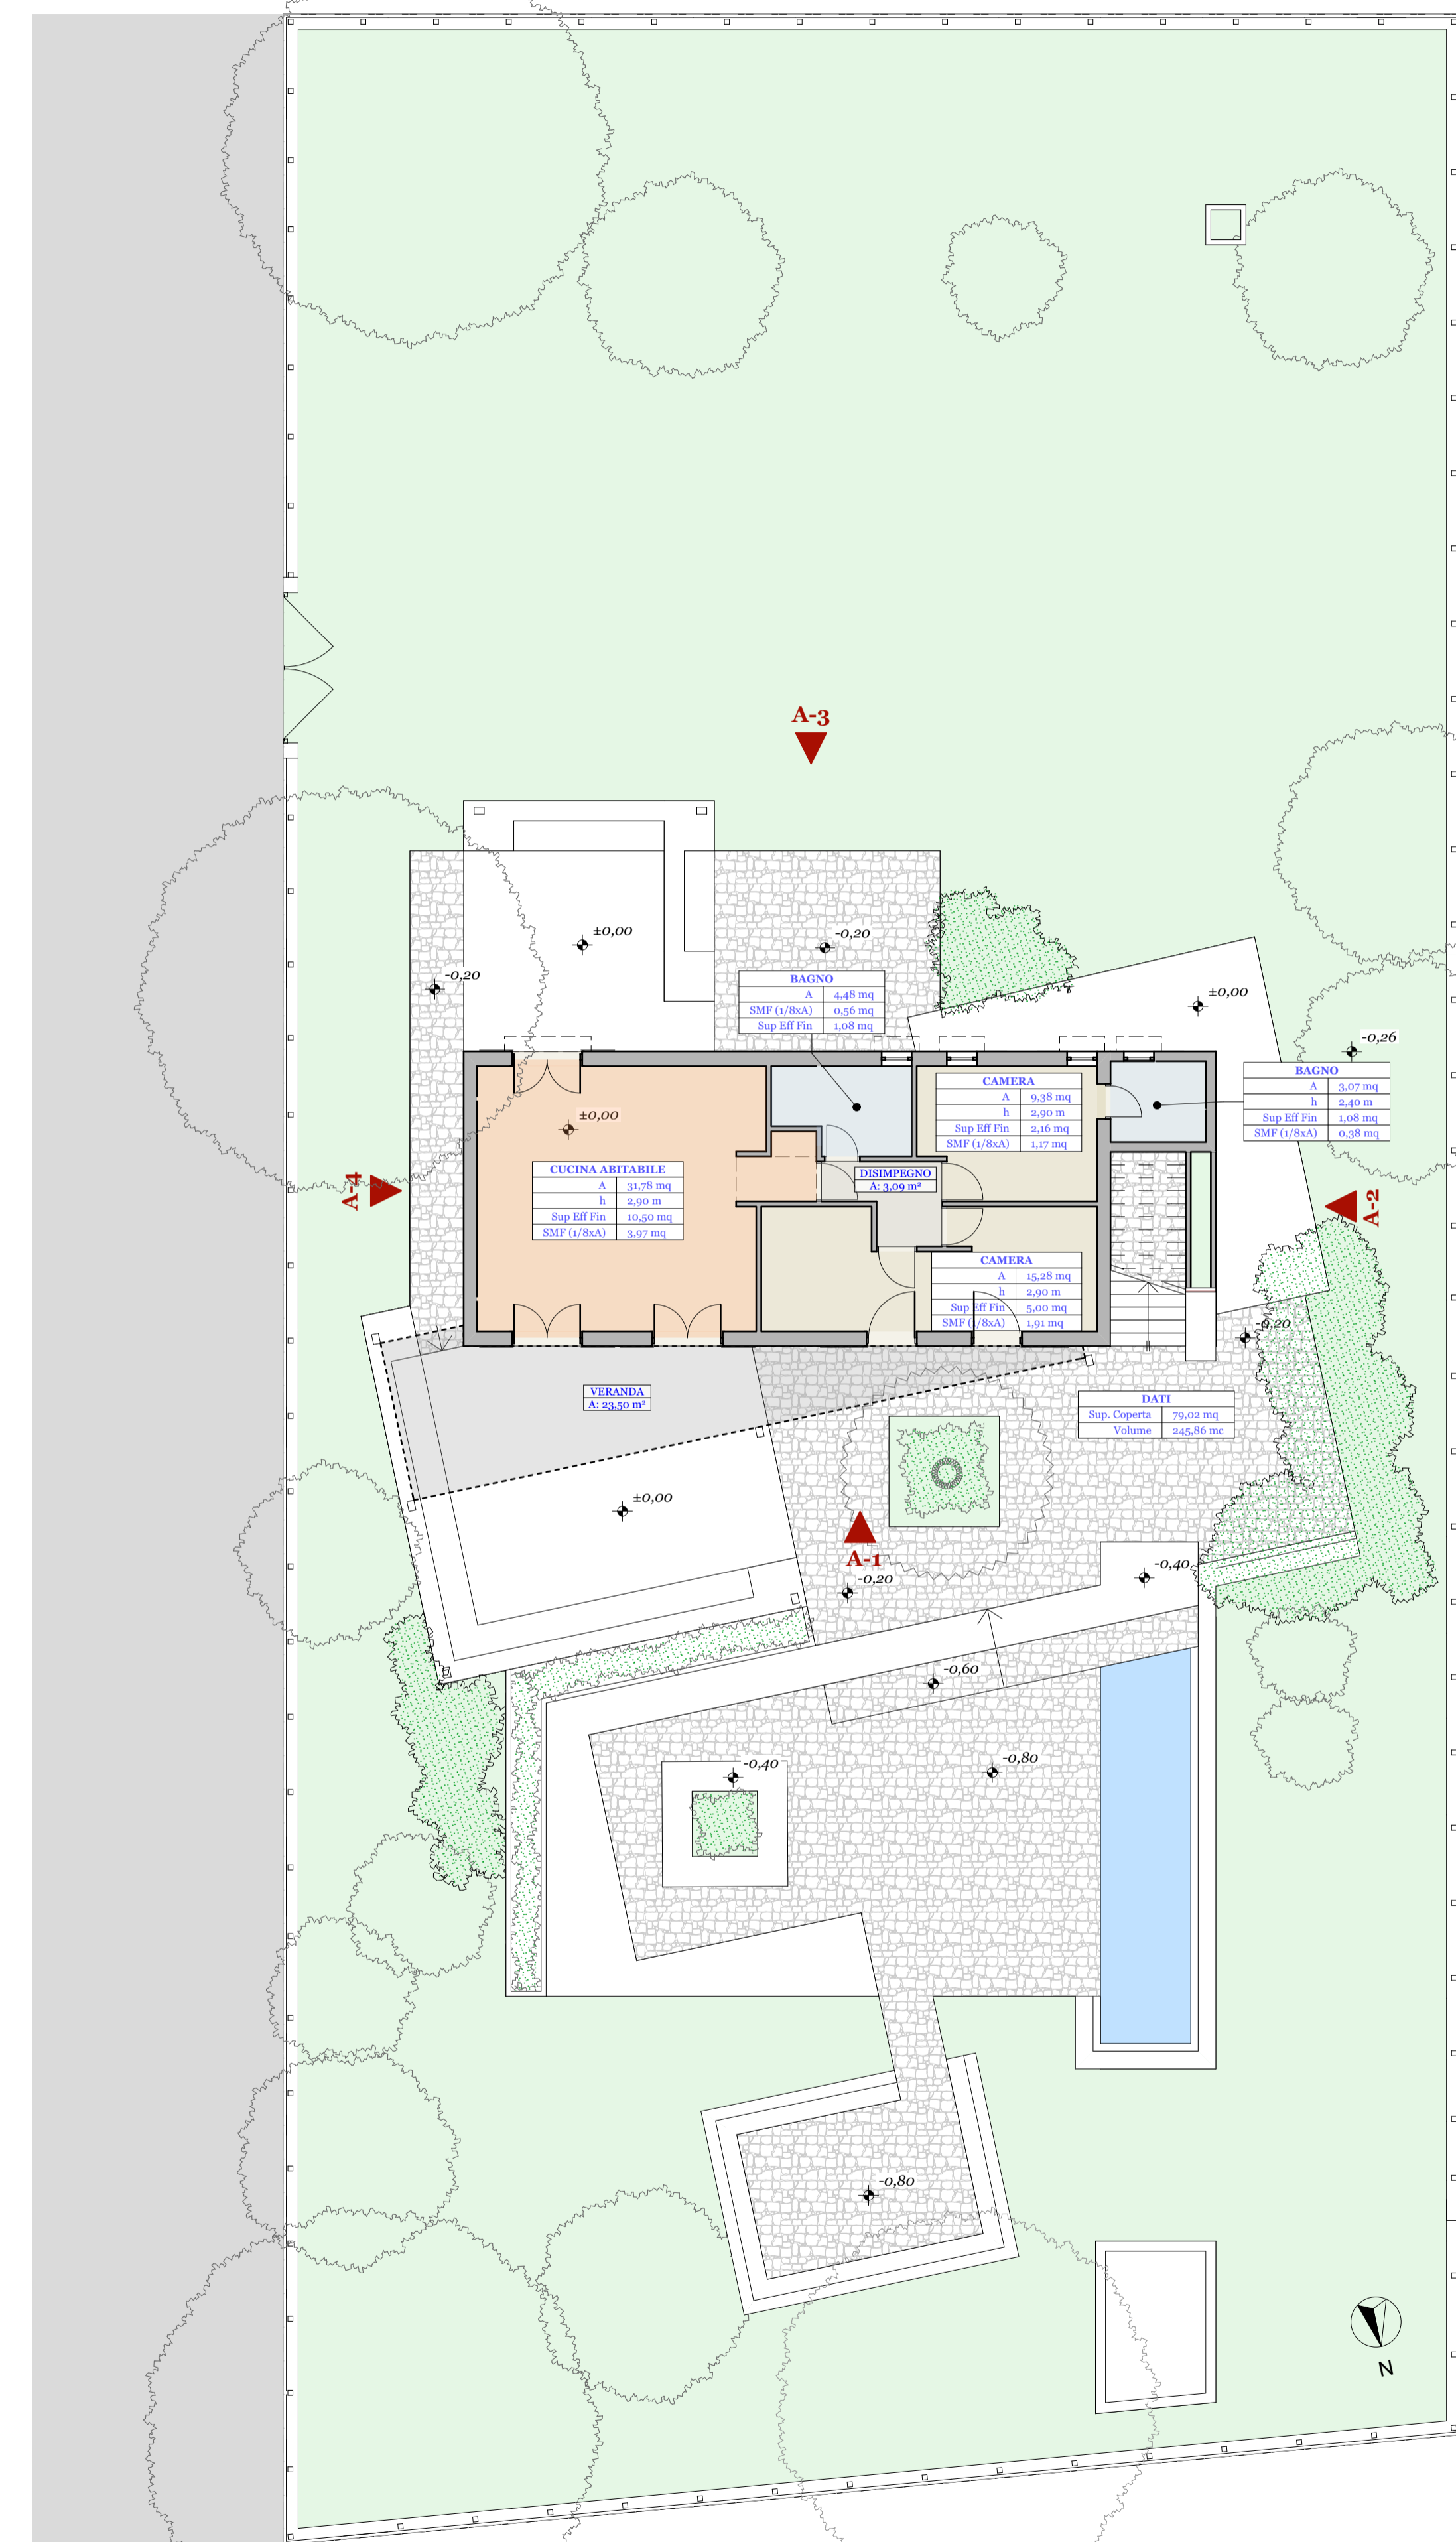 A-3
±0,00
-0,20
-0,20
±0,00
-0,26
BAGNO
A 4,48 mq
SMF (1/8xA) 0,56 mq
Sup Eff Fin 1,08 mq
BAGNO
A 3,07 mq
h 2,40 m
Sup Eff Fin 1,08 mq
SMF (1/8xA) 0,38 mq
CAMERA
A 9,38 mq
h 2,90 m
Sup Eff Fin 2,16 mq
SMF (1/8xA) 1,17 mq
±0,00
CUCINA ABITABILE
A 31,78 mq
h 2,90 m
Sup Eff Fin 10,50 mq
SMF (1/8xA) 3,97 mq
DISIMPEGNO
A: 3,09 m²
A-4
A-2
CAMERA
A 15,28 mq
h 2,90 m
Sup Eff Fin 5,00 mq
SMF (1/8xA) 1,91 mq
-0,20
VERANDA
A: 23,50 m²
DATI
Sup. Coperta 79,02 mq
Volume 245,86 mc
±0,00
A-1
-0,20
-0,40
-0,60
-0,40
-0,80
-0,80
N